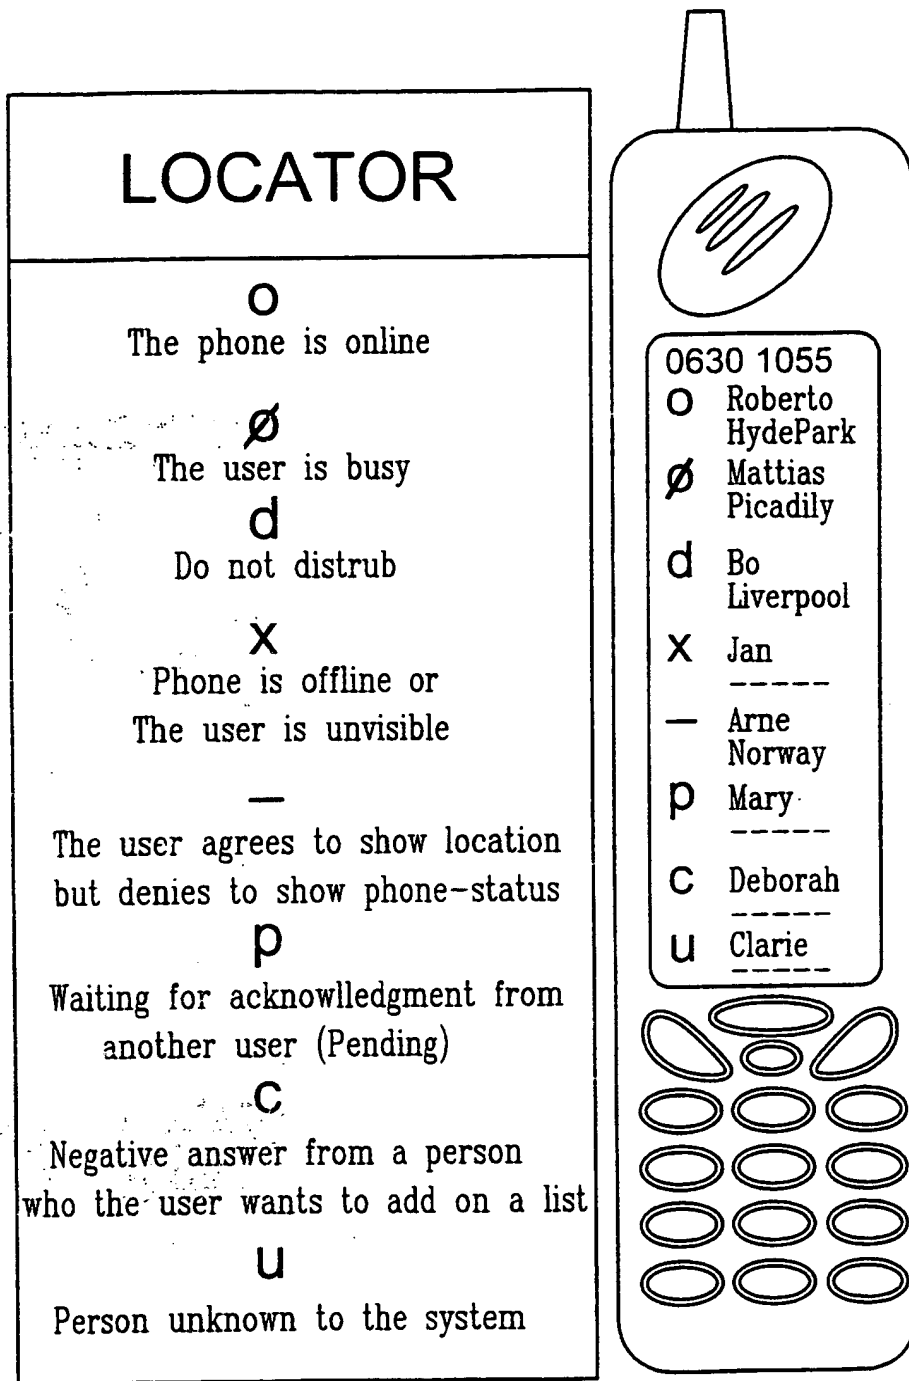 LOCATOR
o
The phone is online
ø
The user is busy
d
Do not distrub
x
Phone is offline or
The user is unvisible
—
The user agrees to show location
but denies to show phone-status
p
Waiting for acknowlledgment from
another user (Pending)
c
Negative answer from a person
who the user wants to add on a list
u
Person unknown to the system
0630 1055
o Roberto
HydePark
ø Mattias
Picadily
d Bo
Liverpool
x Jan
-----
— Arne
Norway
p Mary
-----
c Deborah
-----
u Clarie
-----